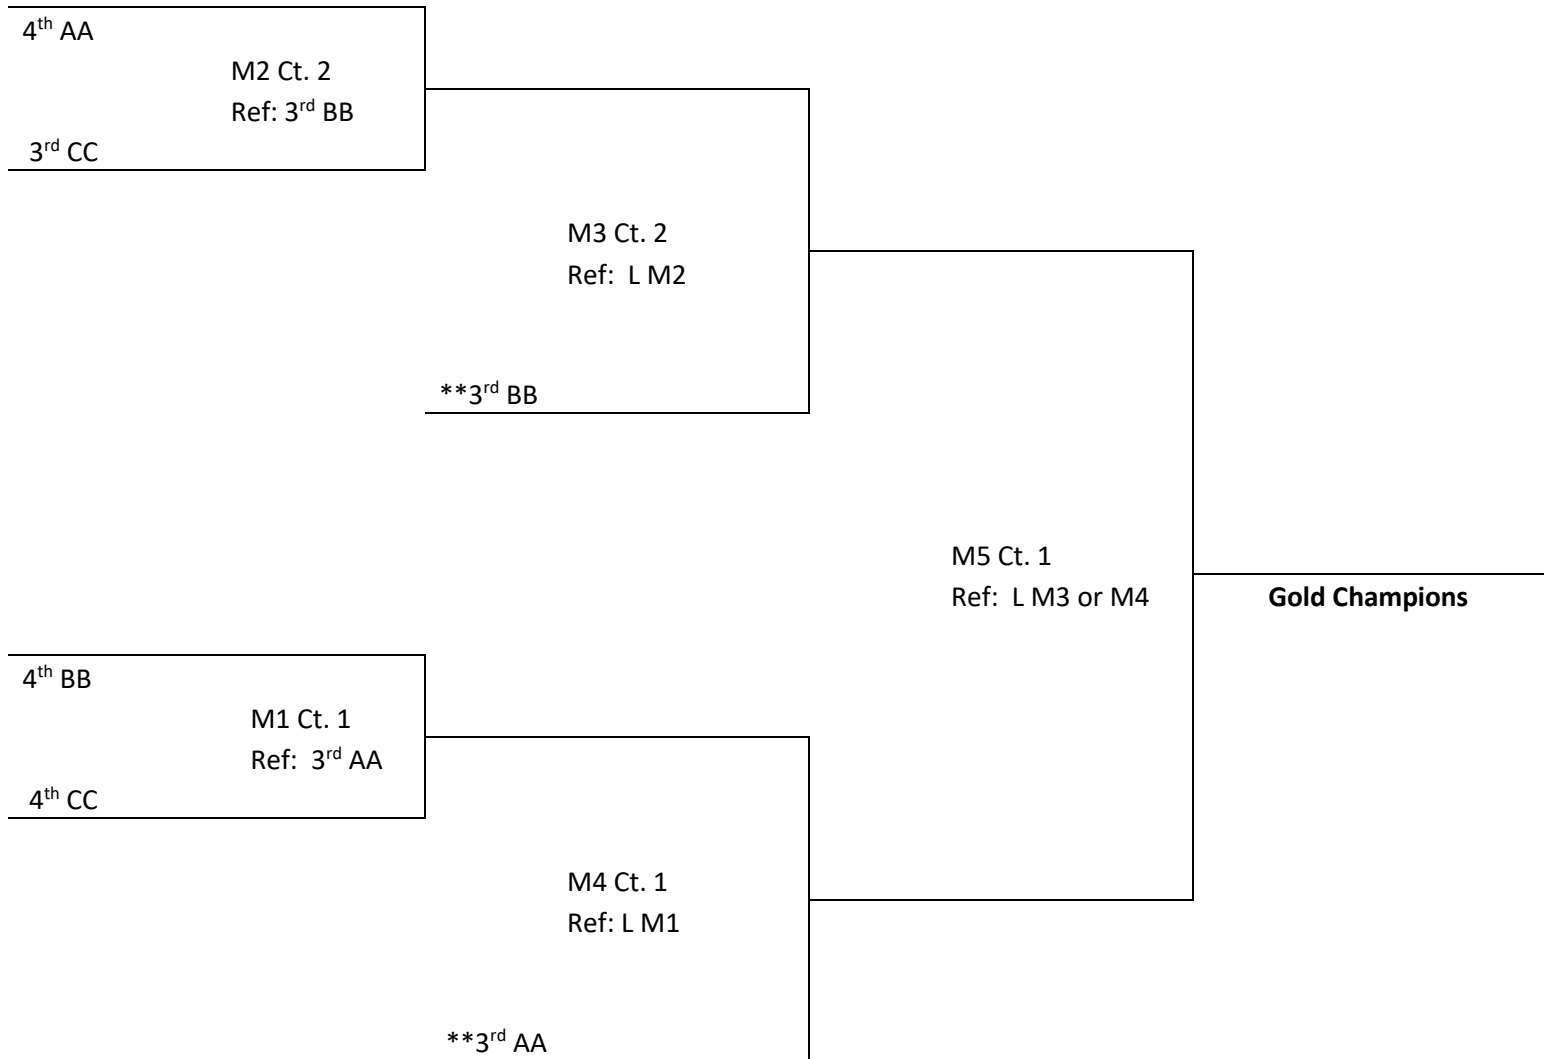 4th AA
M2 Ct. 2
Ref: 3rd BB
3rd CC
M3 Ct. 2
Ref:  L M2
**3rd BB
M5 Ct. 1
Ref:  L M3 or M4
Gold Champions
4th BB
M1 Ct. 1
Ref:  3rd AA
4th CC
M4 Ct. 1
Ref: L M1
**3rd AA